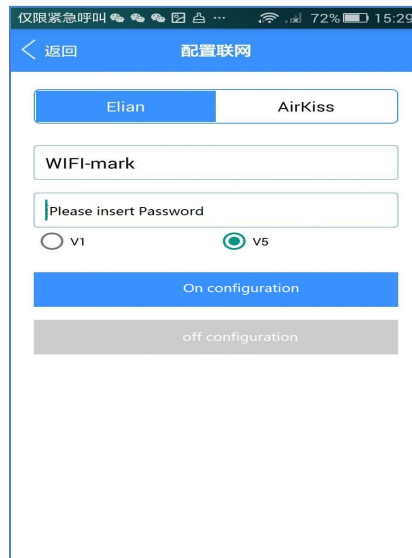 仅限紧急呼叫 ... 72% 15:29
返回 配置联网
Elian AirKiss
WIFI-mark
Please insert Password
V1 V5
On configuration
off configuration